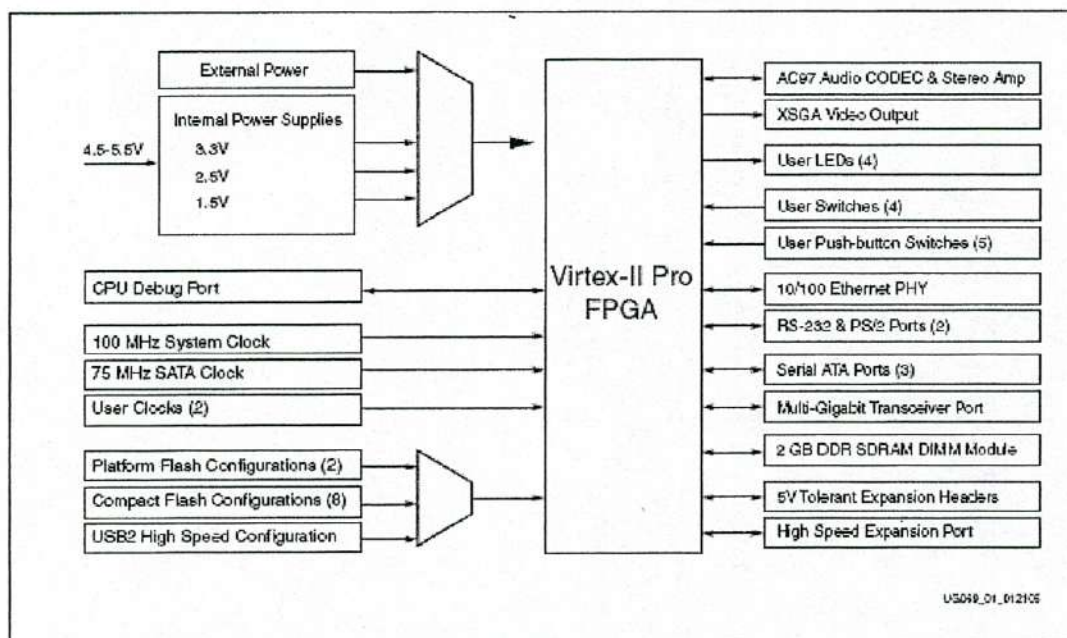 External Power
Internal Power Supplies
4.5-5.5V
3.3V
2.5V
1.5V
CPU Debug Port
100 MHz System Clock
75 MHz SATA Clock
User Clocks (2)
Platform Flash Configurations (2)
Compact Flash Configurations (8)
USB2 High Speed Configuration
Virtex-II Pro
FPGA
AC97 Audio CODEC & Stereo Amp
XSGA Video Output
User LEDs (4)
User Switches (4)
User Push-button Switches (5)
10/100 Ethernet PHY
RS-232 & PS/2 Ports (2)
Serial ATA Ports (3)
Multi-Gigabit Transceiver Port
2 GB DDR SDRAM DIMM Module
5V Tolerant Expansion Headers
High Speed Expansion Port
UG069_01_012105